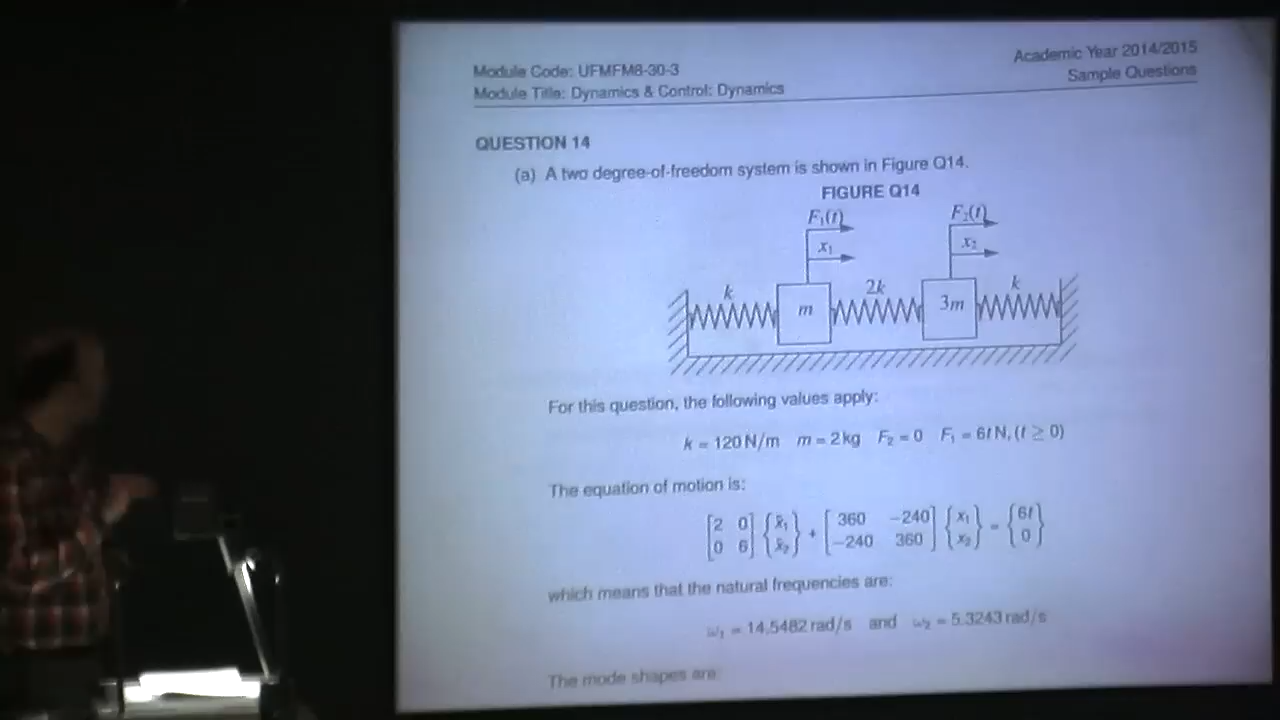 Module Code: UFMFM8-30-3
Academic Year 2014/2015
Module Title: Dynamics & Control: Dynamics
Sample Questions
QUESTION 14
(a) A two degree-of-freedom system is shown in Figure Q14.
FIGURE Q14
F₁(t) F₂(t)
x₁ x₂
k 2k k
m 3m
For this question, the following values apply:
k = 120 N/m m = 2 kg F₂ = 0 F₁ = 6t N, (t ≥ 0)
The equation of motion is:
[2 0] {ẍ₁} + [360 −240] {x₁} = {6t}
[0 6] {ẍ₂} [−240 360] {x₂} {0}
which means that the natural frequencies are:
ω₁ = 14.5482 rad/s and ω₂ = 5.3243 rad/s
The mode shapes are: